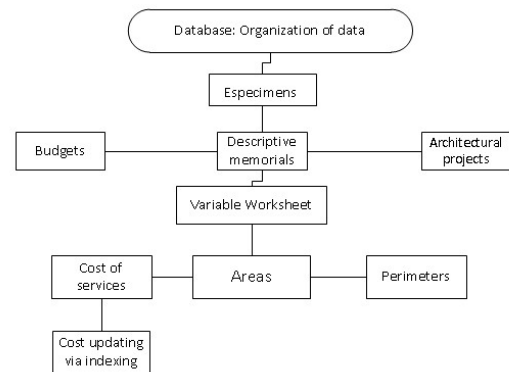 Database: Organization of data
Especimens
Budgets
Descriptive
memorials
Architectural
projects
Variable Worksheet
Cost of
services
Areas
Perimeters
Cost updating
via indexing